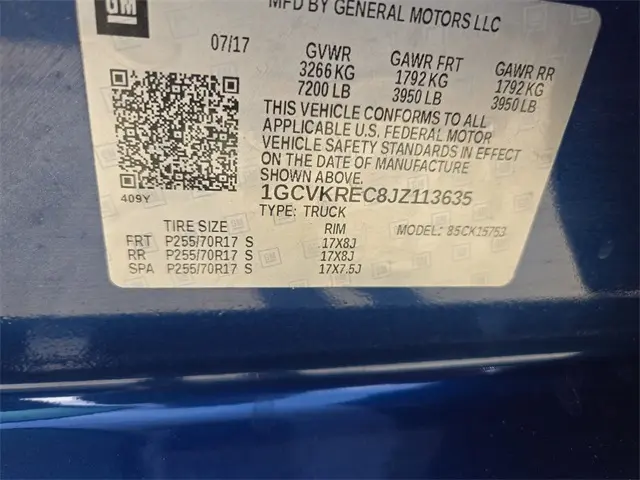 GM
MFD BY GENERAL MOTORS LLC
07/17
GVWR GAWR FRT GAWR RR
3266 KG 1792 KG 1792 KG
7200 LB 3950 LB 3950 LB
THIS VEHICLE CONFORMS TO ALL
APPLICABLE U.S. FEDERAL MOTOR
VEHICLE SAFETY STANDARDS IN EFFECT
ON THE DATE OF MANUFACTURE
SHOWN ABOVE.
409Y
1GCVKREC8JZ113635
TYPE: TRUCK
MODEL: 85CK15753
TIRE SIZE RIM
FRT P255/70R17 S 17X8J
RR P255/70R17 S 17X8J
SPA P255/70R17 S 17X7.5J